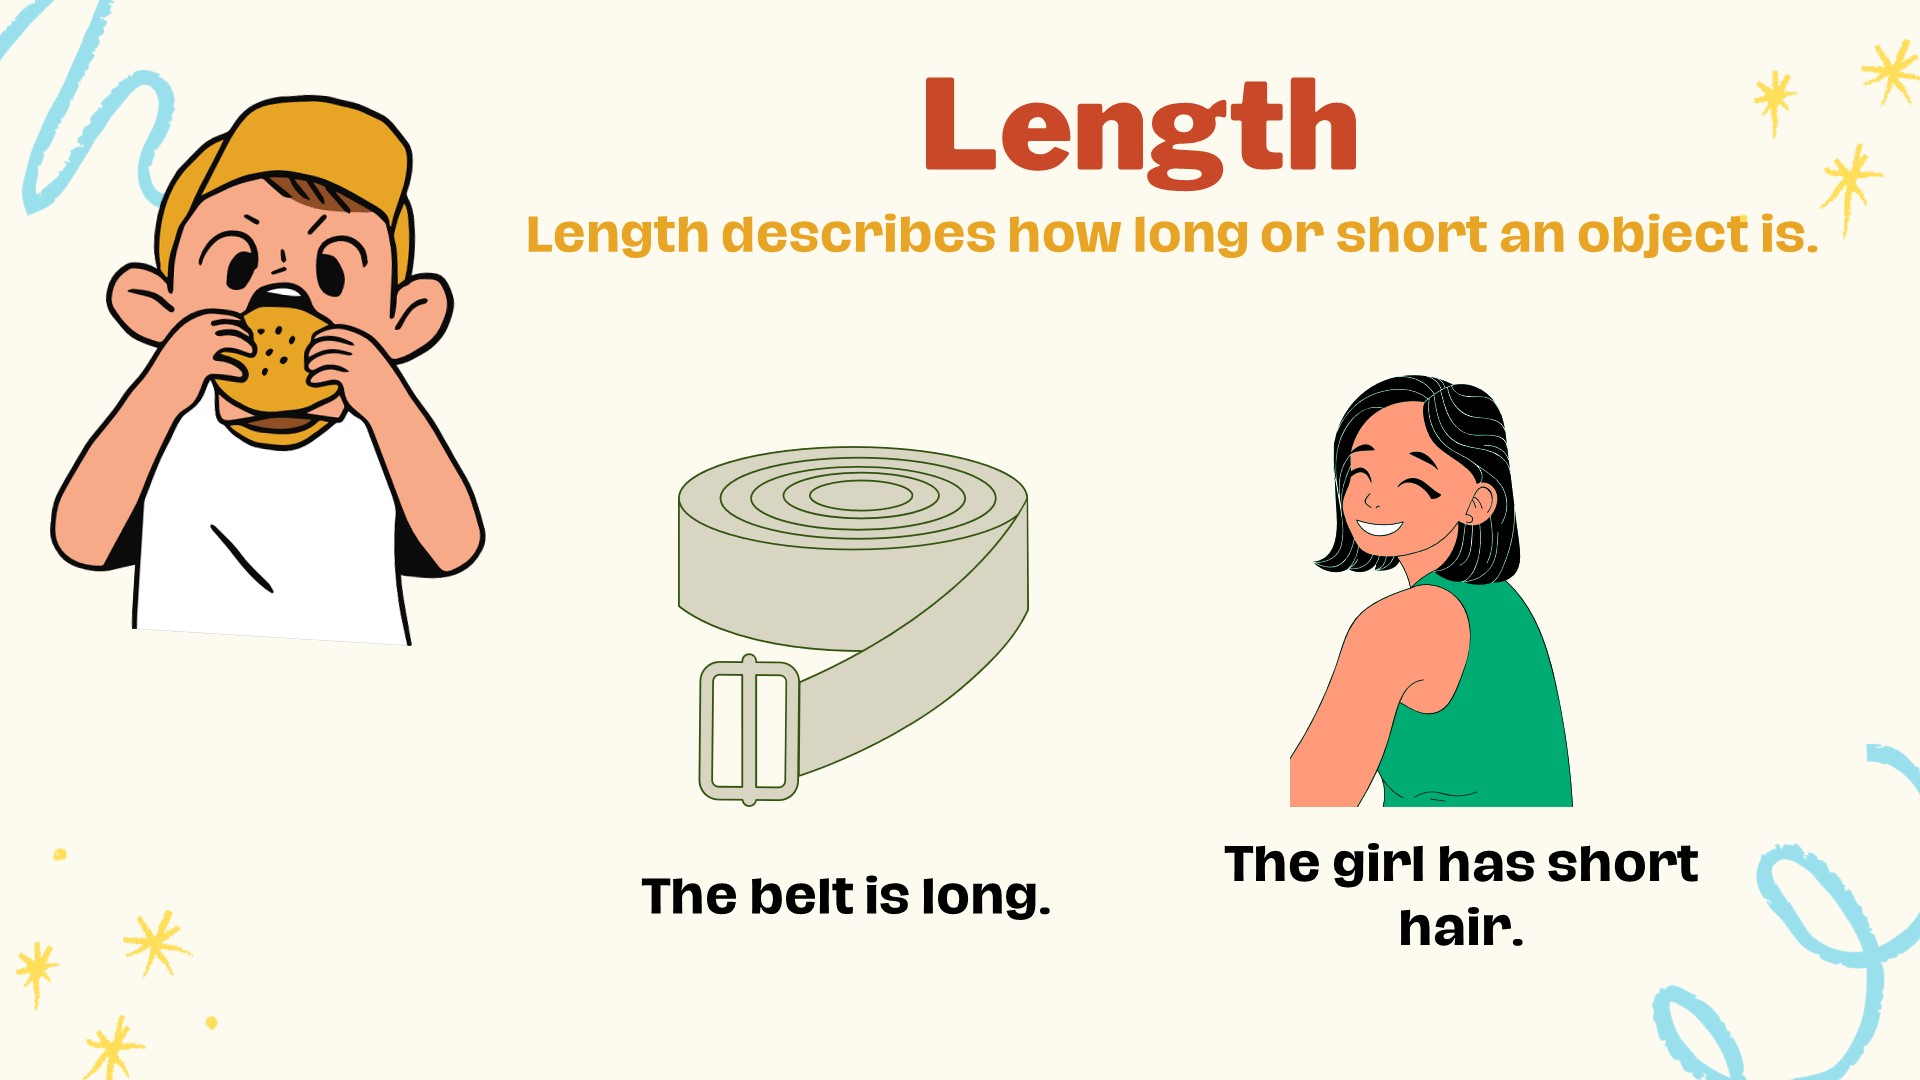 Length
Length describes how long or short an object is.
The belt is long.
The girl has short
hair.